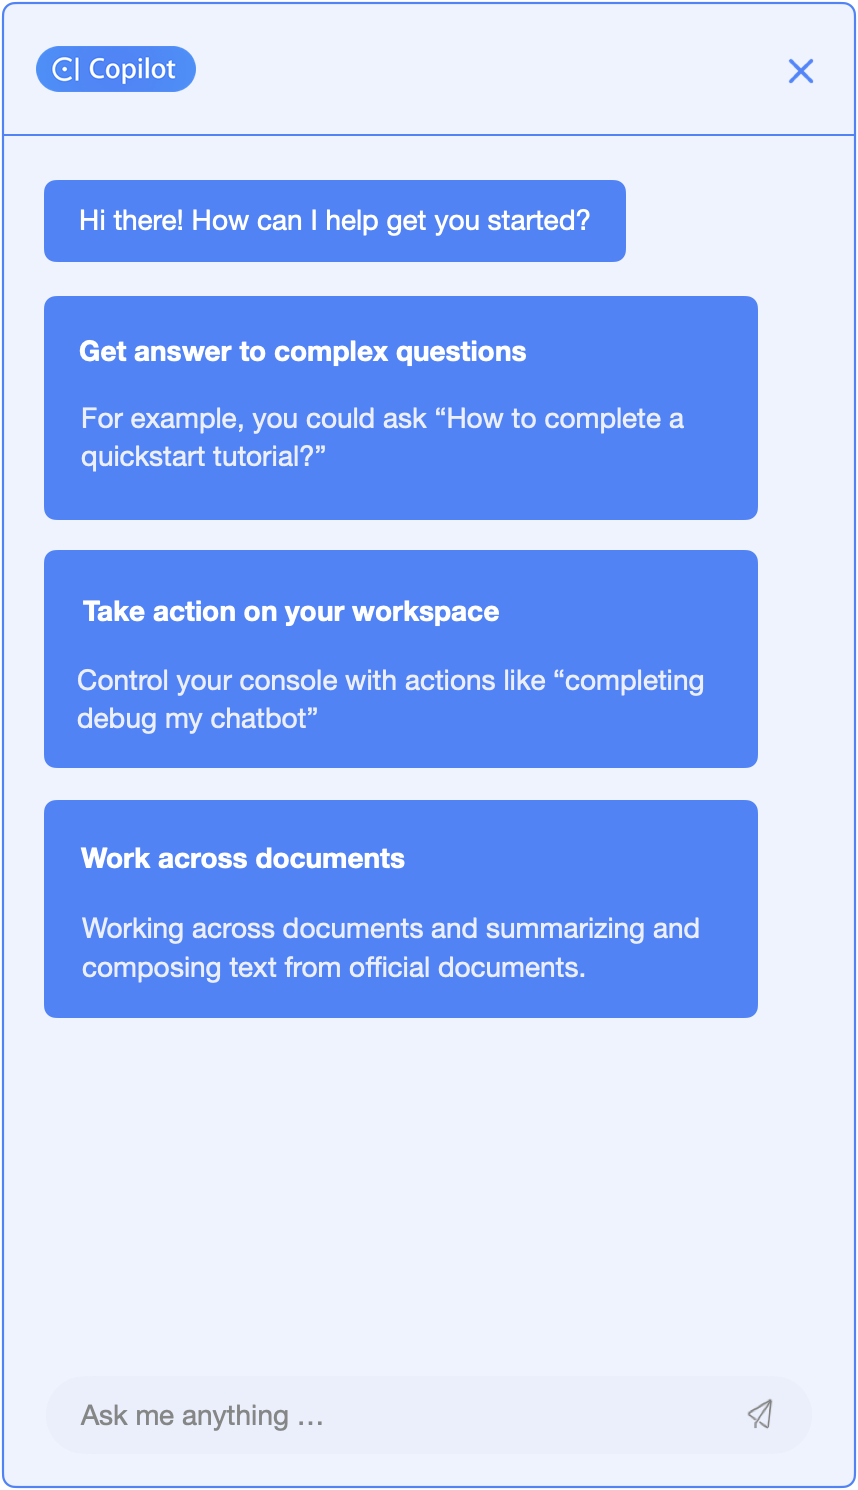 Copilot
Hi there! How can I help get you started?
Get answer to complex questions
For example, you could ask “How to complete a
quickstart tutorial?”
Take action on your workspace
Control your console with actions like “completing
debug my chatbot”
Work across documents
Working across documents and summarizing and
composing text from official documents.
Ask me anything …